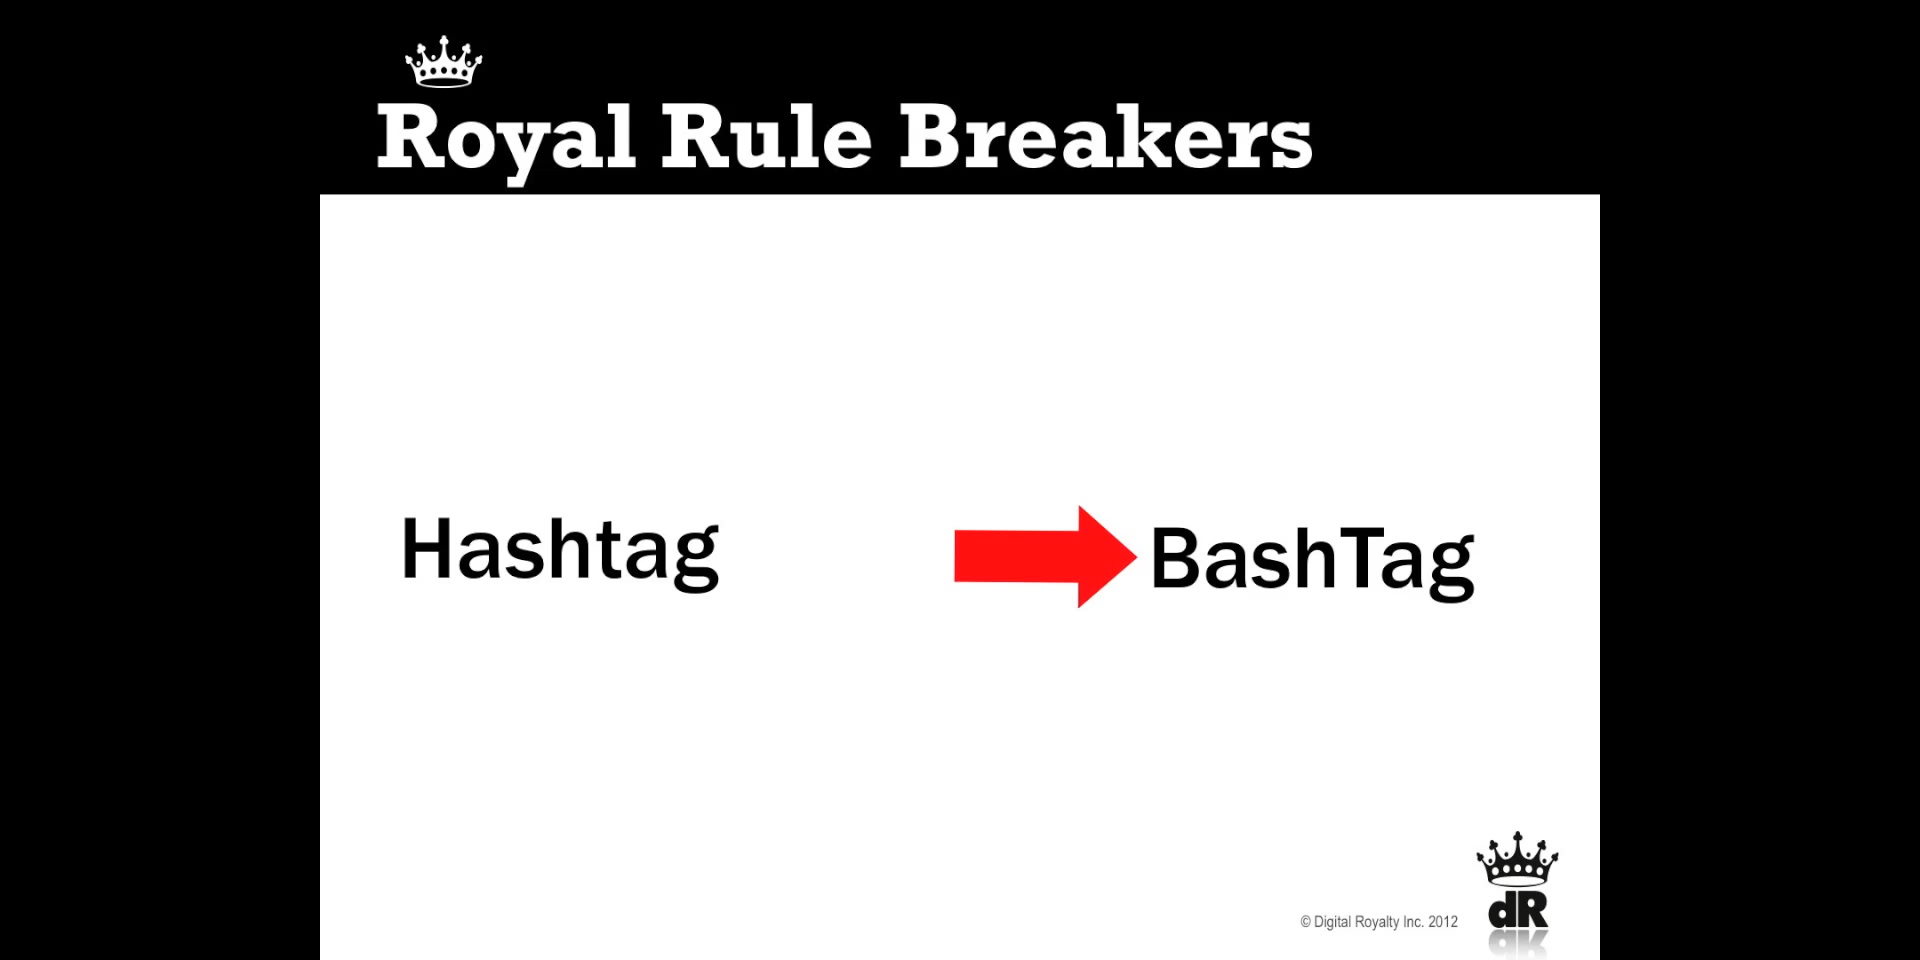 Royal Rule Breakers
Hashtag
BashTag
© Digital Royalty Inc. 2012
dR